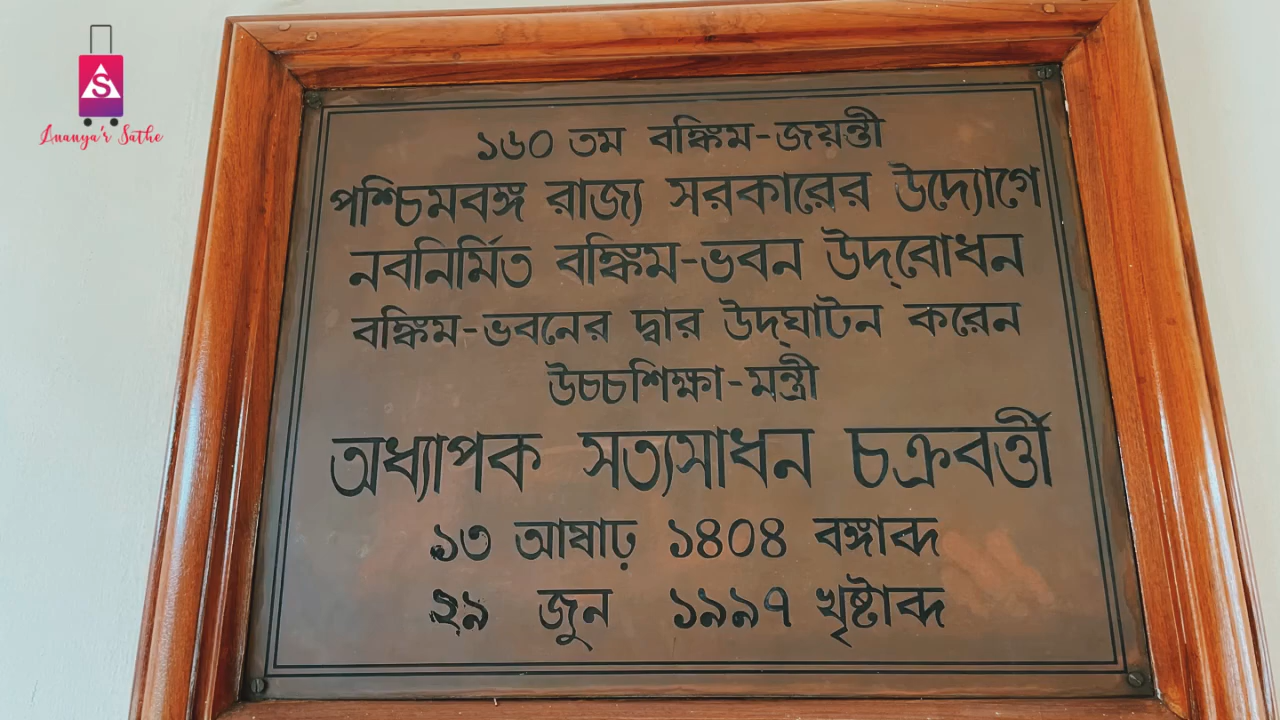 Ananya's Sathe
১৬০ তম বঙ্কিম-জয়ন্তী
পশ্চিমবঙ্গ রাজ্য সরকারের উদ্যোগে
নবনির্মিত বঙ্কিম-ভবন উদ্‌বোধন
বঙ্কিম-ভবনের দ্বার উদ্‌ঘাটন করেন
উচ্চশিক্ষা-মন্ত্রী
অধ্যাপক সত্যসাধন চক্রবর্ত্তী
১৩ আষাঢ় ১৪০৪ বঙ্গাব্দ
২৯ জুন ১৯৯৭ খৃষ্টাব্দ